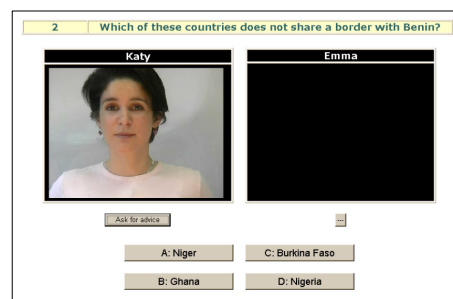 2 Which of these countries does not share a border with Benin?
Katy Emma
Ask for advice ...
A: Niger C: Burkina Faso
B: Ghana D: Nigeria